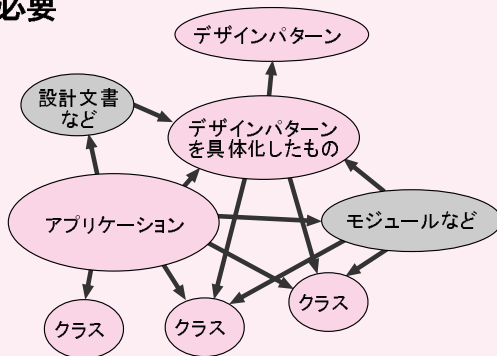 必要
デザインパターン
設計文書
など
デザインパターン
を具体化したもの
アプリケーション
モジュールなど
クラス
クラス
クラス